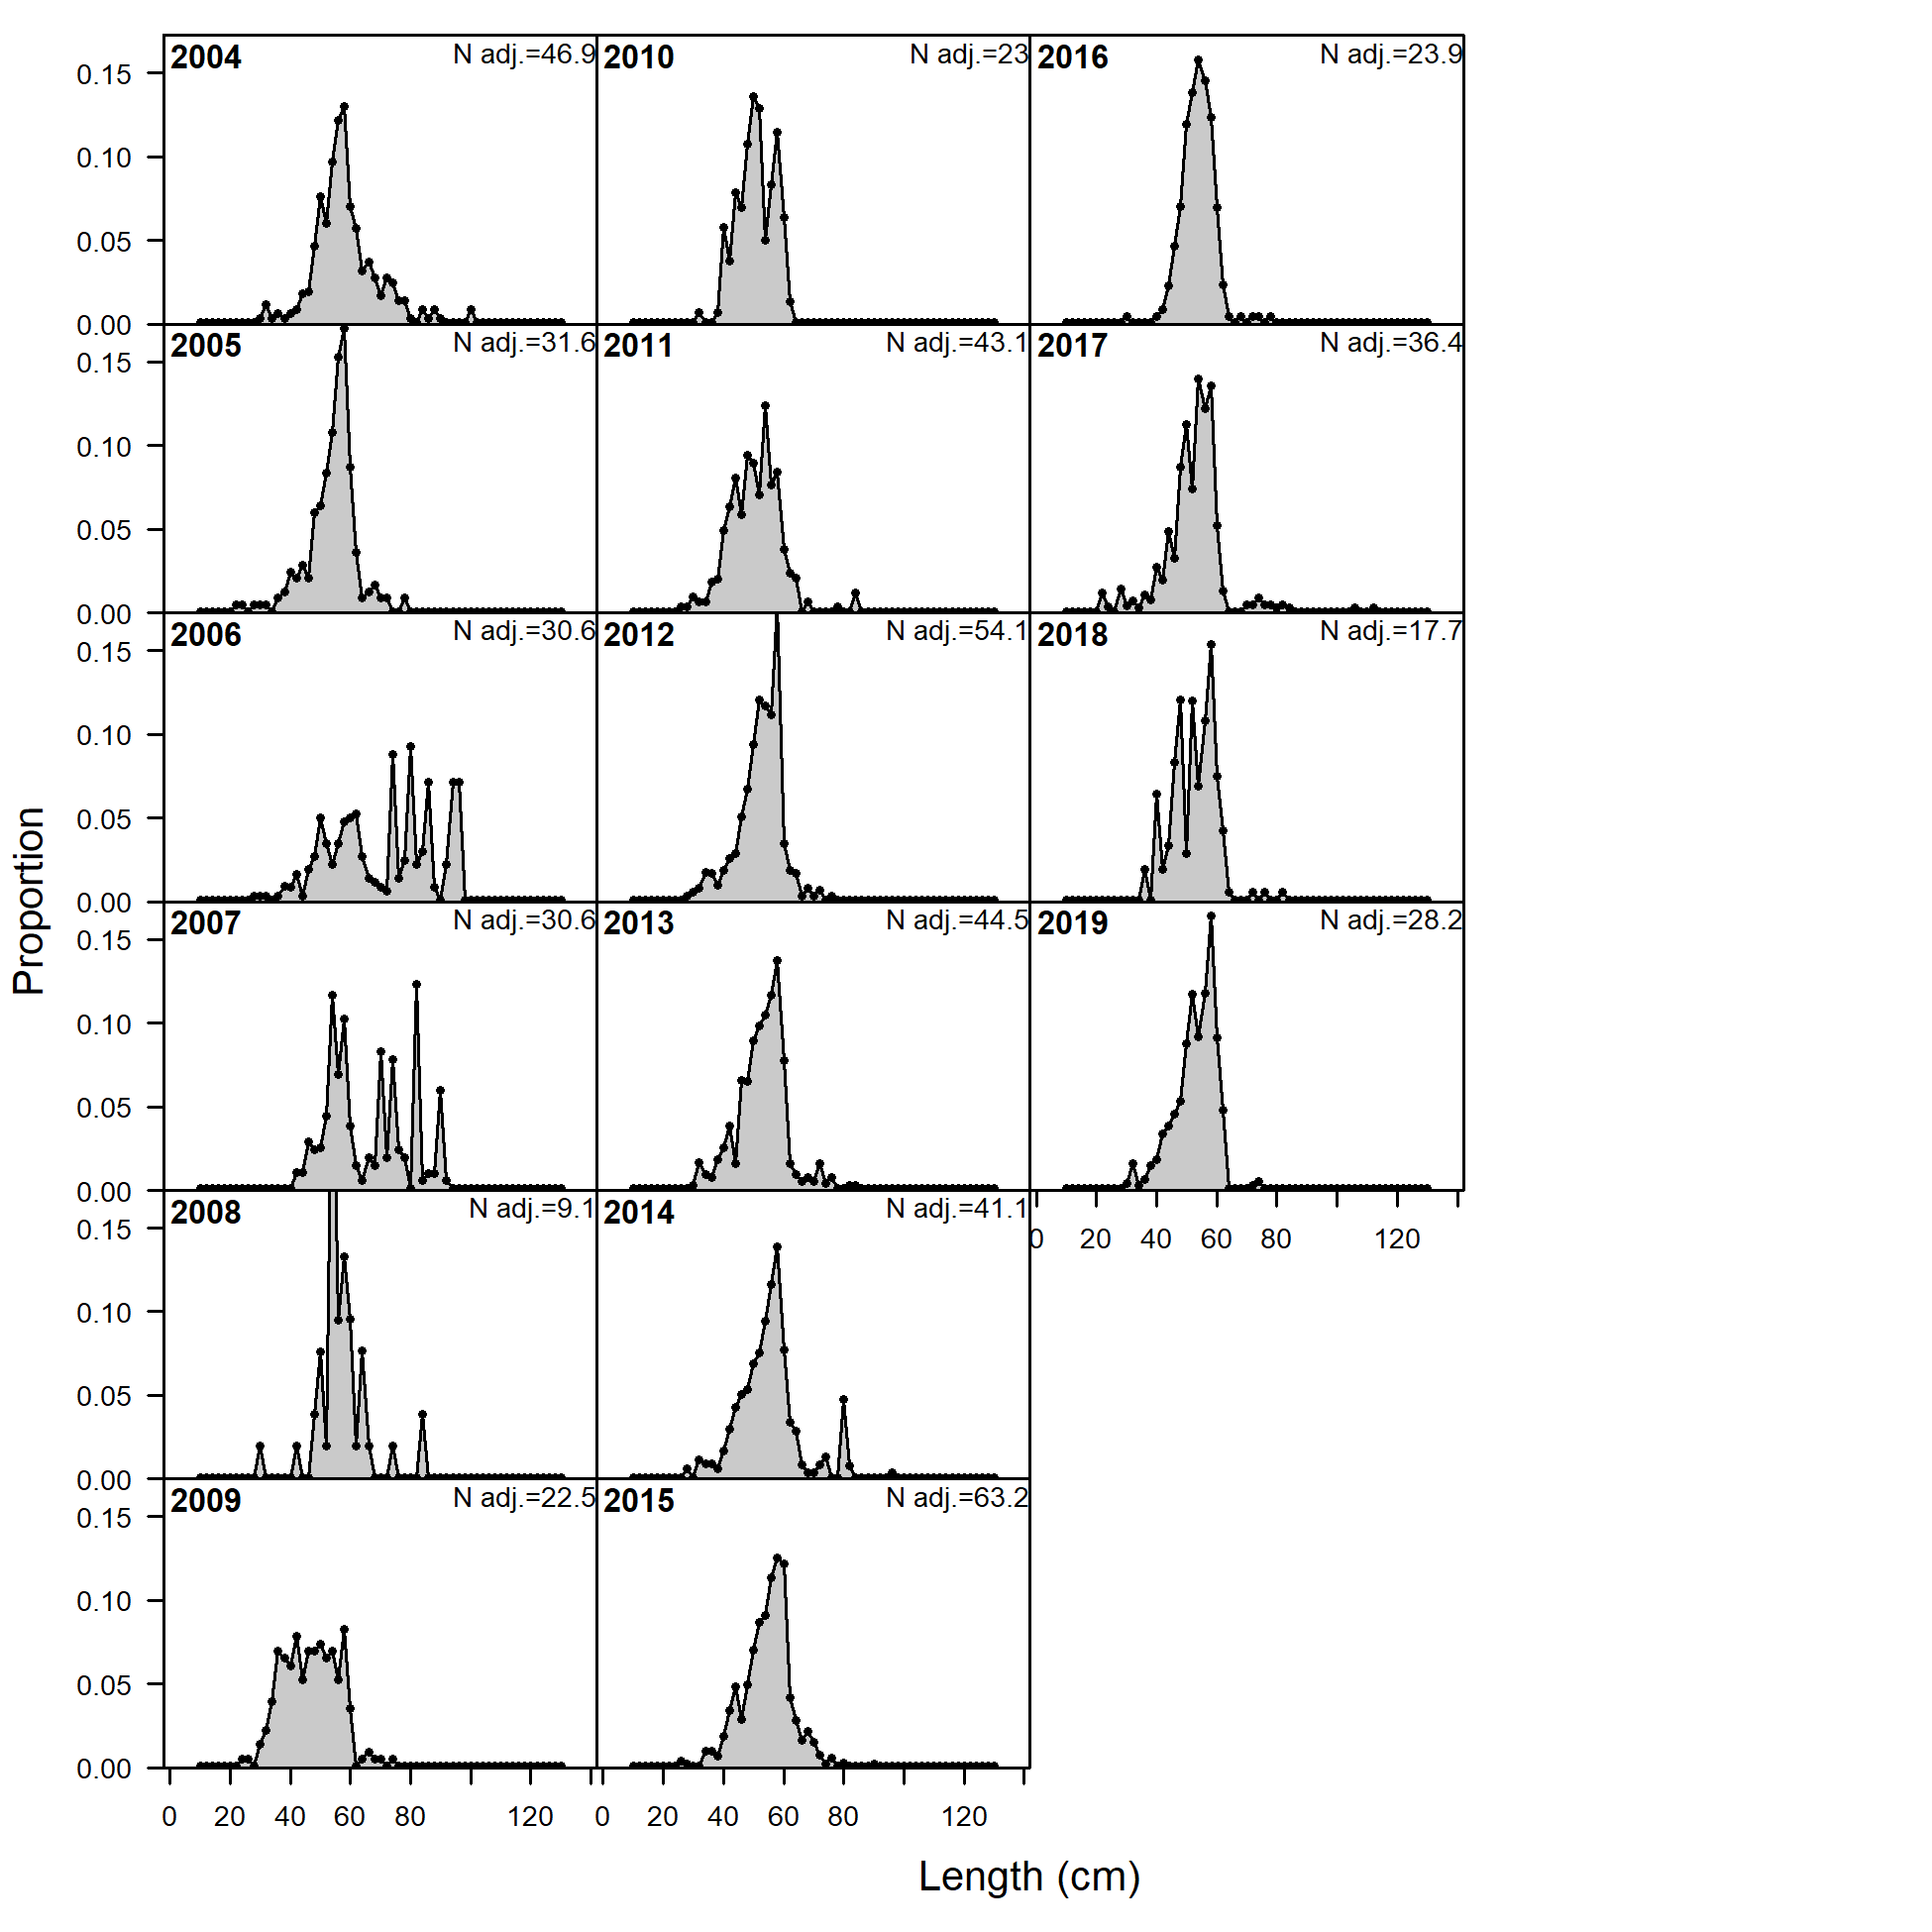 2004 N adj.=46.9 2010 N adj.=23 2016 N adj.=23.9
0.15
0.10
0.05
0.00
2005 N adj.=31.6 2011 N adj.=43.1 2017 N adj.=36.4
0.15
0.10
0.05
0.00
2006 N adj.=30.6 2012 N adj.=54.1 2018 N adj.=17.7
0.15
0.10
0.05
0.00
2007 N adj.=30.6 2013 N adj.=44.5 2019 N adj.=28.2
0.15
0.10
0.05
0.00
2008 N adj.=9.1 2014 N adj.=41.1
0.15
0 20 40 60 80 120
0.10
0.05
0.00
2009 N adj.=22.5 2015 N adj.=63.2
0.15
0.10
0.05
0.00
0 20 40 60 80 120 0 20 40 60 80 120
Proportion
Length (cm)